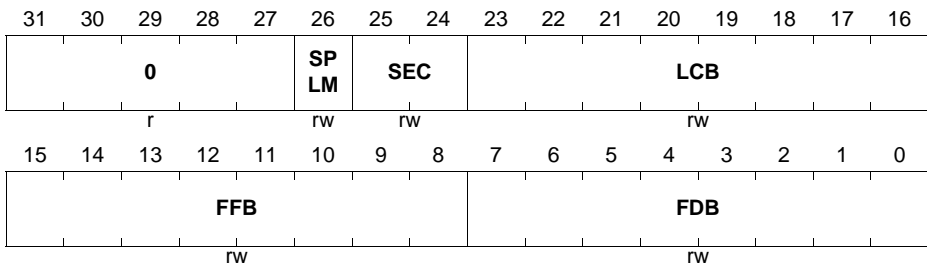 31 30 29 28 27 26 25 24 23 22 21 20 19 18 17 16
0 SP LM SEC LCB
r rw rw rw
15 14 13 12 11 10 9 8 7 6 5 4 3 2 1 0
FFB FDB
rw rw